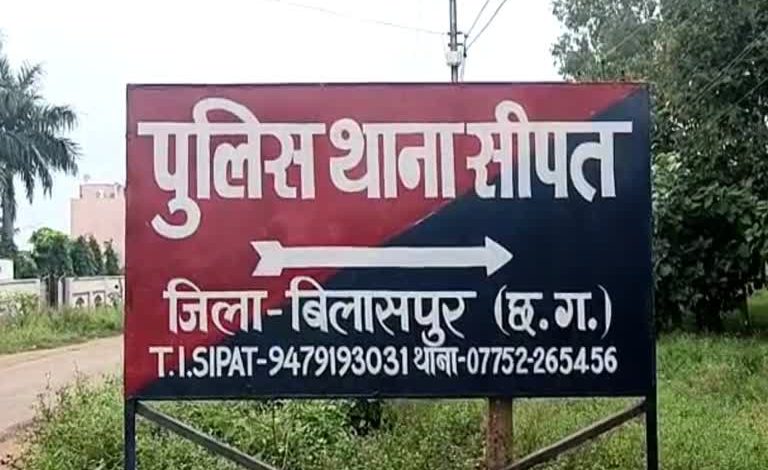 पुलिस थाना सीपत
जिला-बिलासपुर (छ.ग.)
T.I.SIPAT-9479193031 थाना-07752-265456